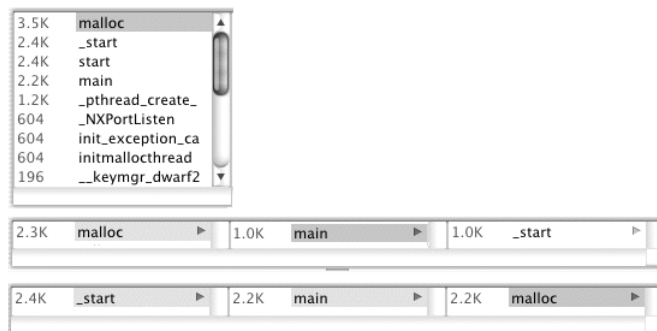 3.5K malloc
2.4K _start
2.4K start
2.2K main
1.2K _pthread_create_
604 _NXPortListen
604 init_exception_ca
604 initmallocthread
196 __keymgr_dwarf2
2.3K malloc 1.0K main 1.0K _start
2.4K _start 2.2K main 2.2K malloc